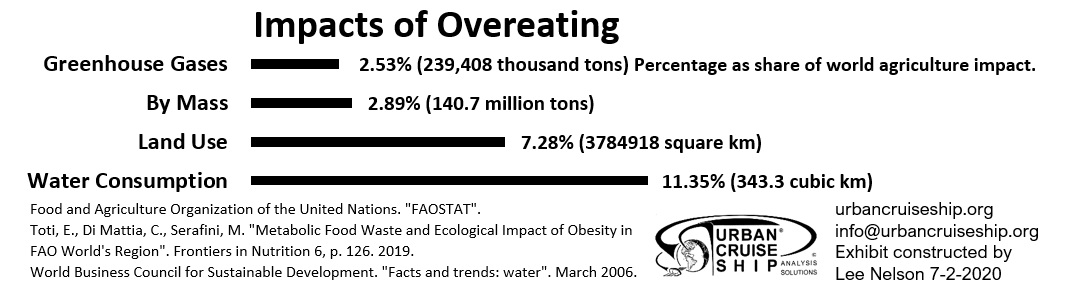 Impacts of Overeating
Greenhouse Gases 2.53% (239,408 thousand tons) Percentage as share of world agriculture impact.
By Mass 2.89% (140.7 million tons)
Land Use 7.28% (3784918 square km)
Water Consumption 11.35% (343.3 cubic km)
Food and Agriculture Organization of the United Nations. "FAOSTAT".
Toti, E., Di Mattia, C., Serafini, M. "Metabolic Food Waste and Ecological Impact of Obesity in
FAO World's Region". Frontiers in Nutrition 6, p. 126. 2019.
World Business Council for Sustainable Development. "Facts and trends: water". March 2006.
URBAN®
CRUISE
SHIP
ANALYSIS
SOLUTIONS
urbancruiseship.org
info@urbancruiseship.org
Exhibit constructed by
Lee Nelson 7-2-2020